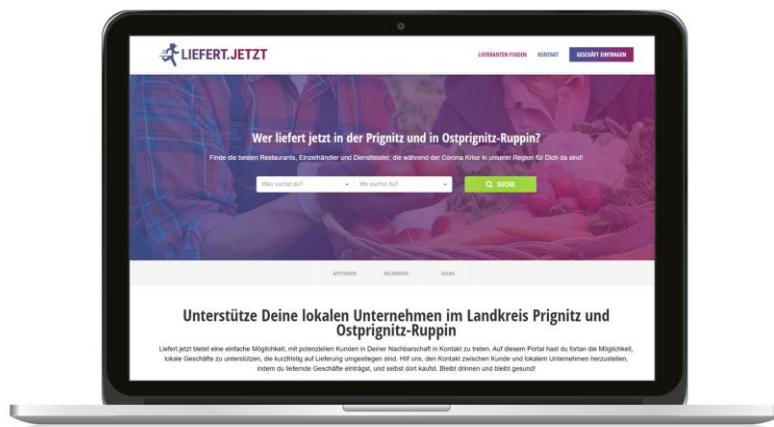 LIEFERT.JETZT
LIEFERANTEN FINDEN KONTAKT GESCHÄFT EINTRAGEN
Wer liefert jetzt in der Prignitz und in Ostprignitz-Ruppin?
Finde die besten Restaurants, Einzelhändler und Dienstleister, die während der Corona Krise in unserer Region für Dich da sind!
Was suchst du? Wo suchst du? SUCHE
APOTHEKEN BÄCKEREIEN VEGAN
Unterstütze Deine lokalen Unternehmen im Landkreis Prignitz und
Ostprignitz-Ruppin
Liefert.jetzt bietet eine einfache Möglichkeit, mit potenziellen Kunden in Deiner Nachbarschaft in Kontakt zu treten. Auf diesem Portal hast du fortan die Möglichkeit,
lokale Geschäfte zu unterstützen, die kurzfristig auf Lieferung umgestiegen sind. Hilf uns, den Kontakt zwischen Kunde und lokalem Unternehmen herzustellen,
indem du liefernde Geschäfte einträgst, und selbst dort kaufst. Bleibt drinnen und bleibt gesund!